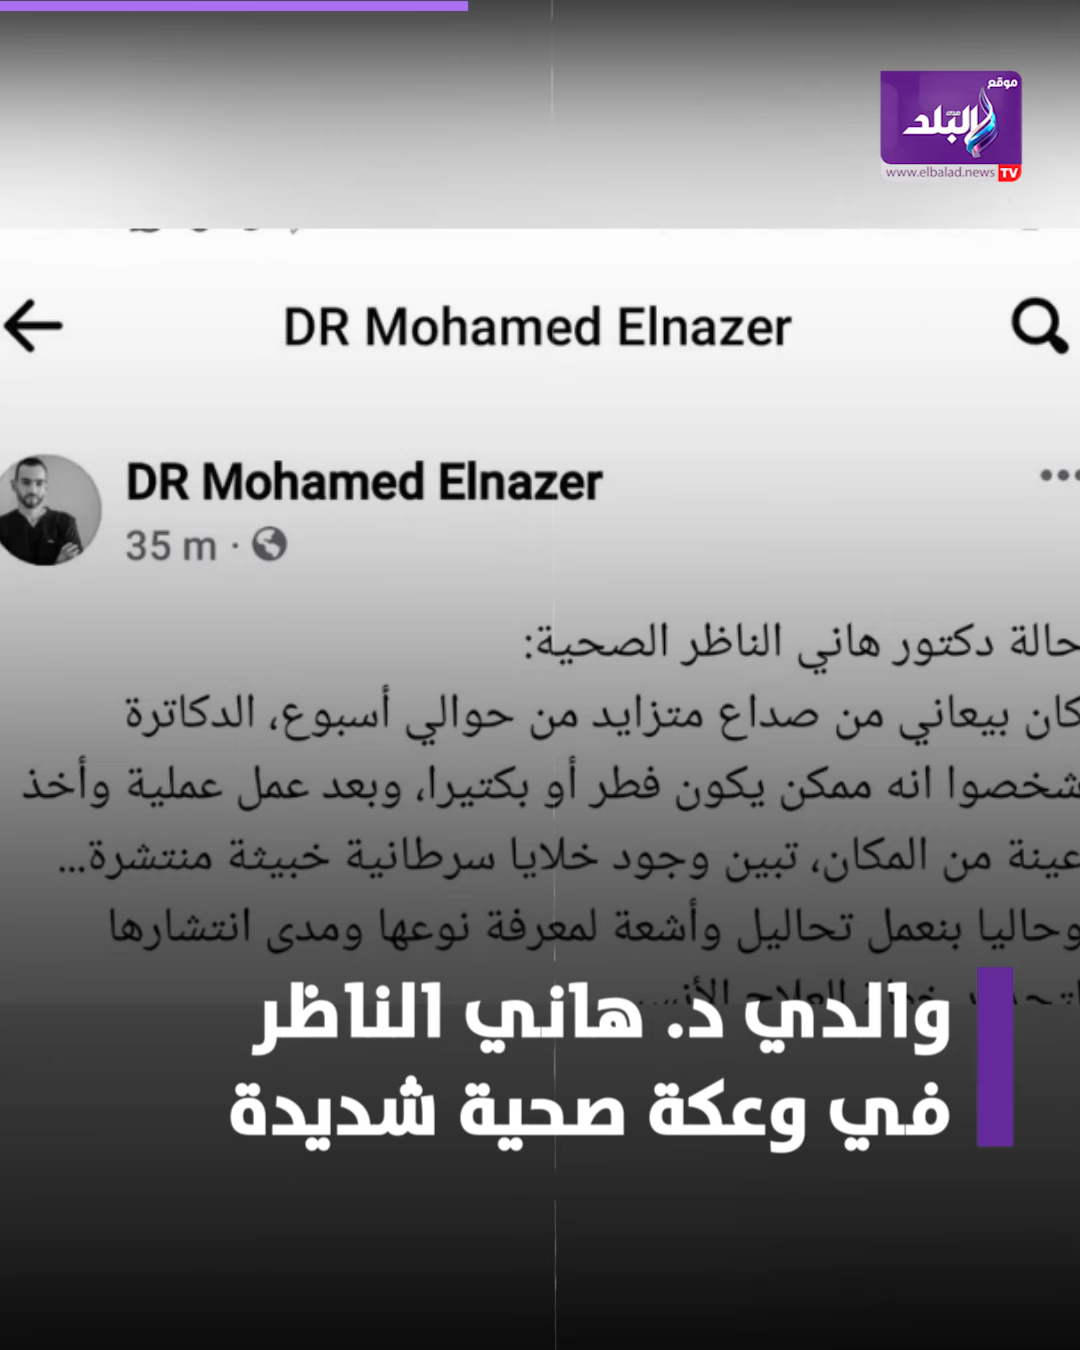 موقع
صدى البلد
www.elbalad.news TV
DR Mohamed Elnazer
DR Mohamed Elnazer
35 m ·
حالة دكتور هاني الناظر الصحية:
كان بيعاني من صداع متزايد من حوالي أسبوع، الدكاترة
شخصوا انه ممكن يكون فطر أو بكتيرا، وبعد عمل عملية وأخذ
عينة من المكان، تبين وجود خلايا سرطانية خبيثة منتشرة...
وحاليا بنعمل تحاليل وأشعة لمعرفة نوعها ومدى انتشارها
والدي د. هاني الناظر
في وعكة صحية شديدة